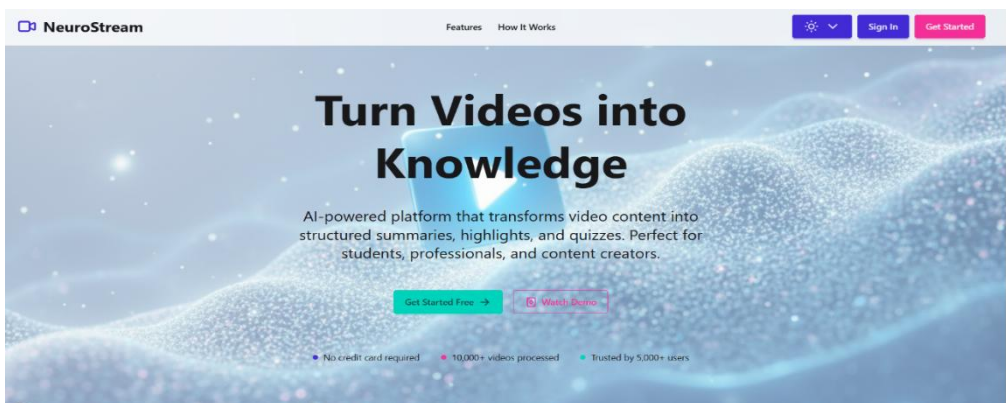 NeuroStream
Features How It Works
Sign In
Get Started
Turn Videos into
Knowledge
AI-powered platform that transforms video content into
structured summaries, highlights, and quizzes. Perfect for
students, professionals, and content creators.
Get Started Free →
Watch Demo
No credit card required
10,000+ videos processed
Trusted by 5,000+ users